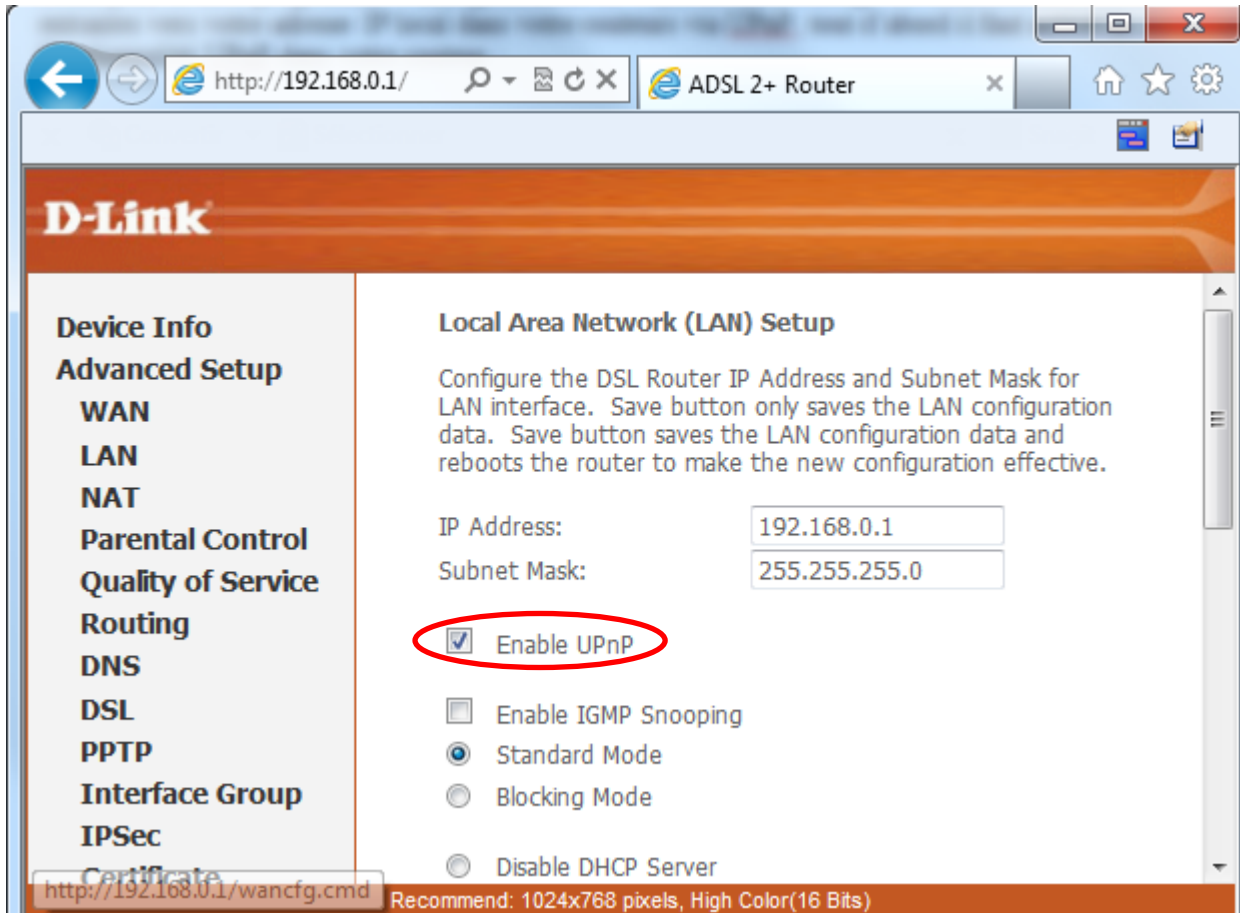 http://192.168.0.1/
ADSL 2+ Router
D-Link
Device Info
Advanced Setup
WAN
LAN
NAT
Parental Control
Quality of Service
Routing
DNS
DSL
PPTP
Interface Group
IPSec
Certificate
Local Area Network (LAN) Setup
Configure the DSL Router IP Address and Subnet Mask for
LAN interface. Save button only saves the LAN configuration
data. Save button saves the LAN configuration data and
reboots the router to make the new configuration effective.
IP Address: 192.168.0.1
Subnet Mask: 255.255.255.0
Enable UPnP
Enable IGMP Snooping
Standard Mode
Blocking Mode
Disable DHCP Server
http://192.168.0.1/wancfg.cmd
Recommend: 1024x768 pixels, High Color(16 Bits)